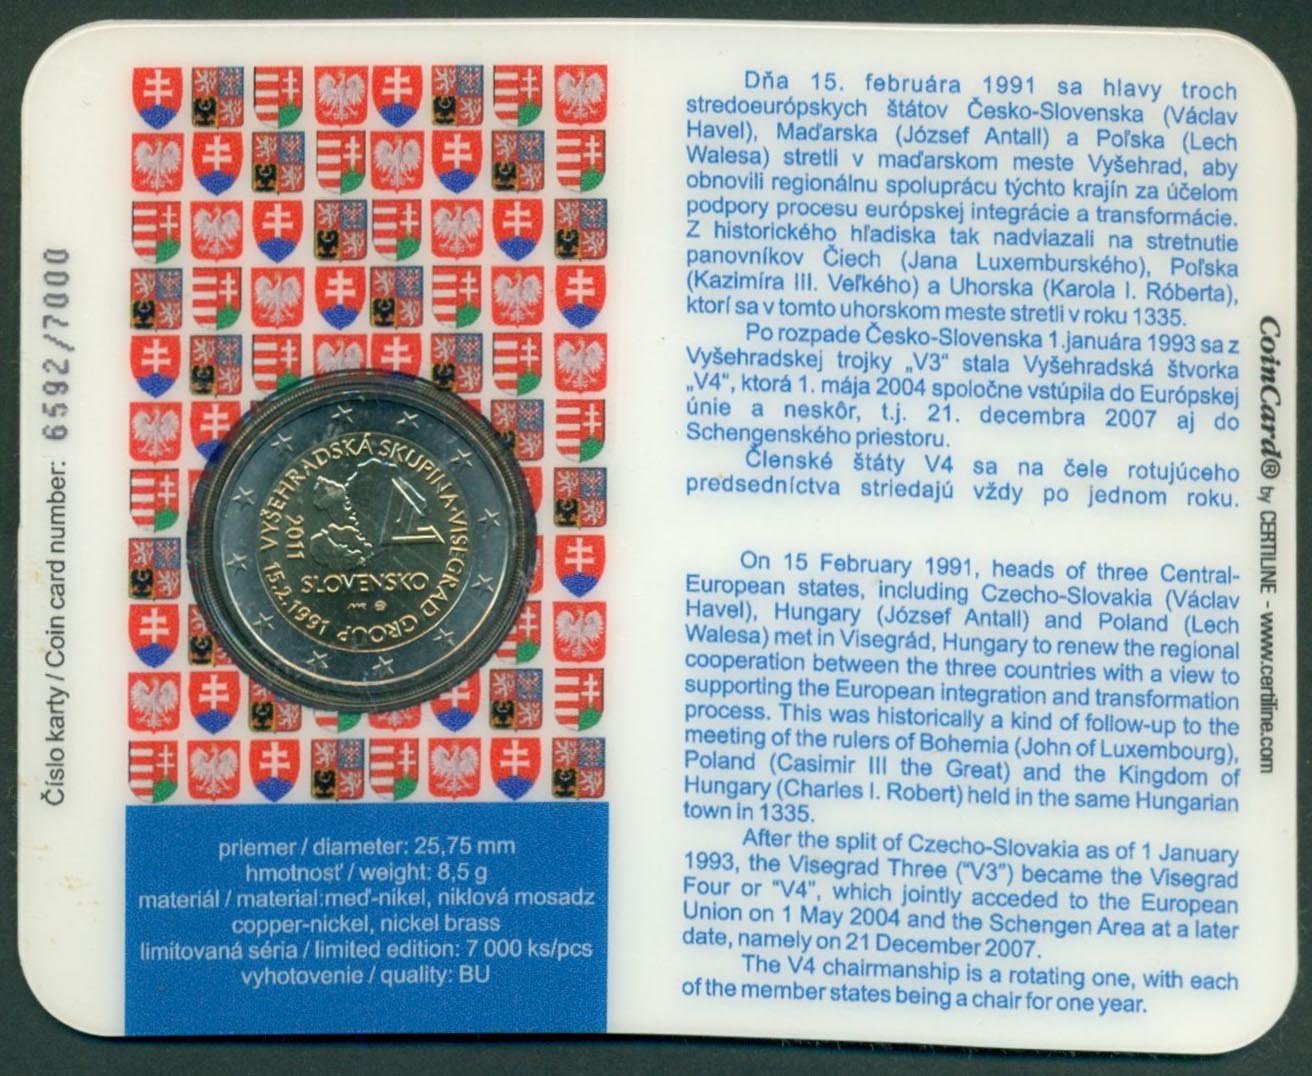 Číslo karty / Coin card number: 6592/7000
VYŠEHRADSKÁ SKUPINA·VISEGRAD GROUP
15.2.1991
2011
SLOVENSKO
priemer / diameter: 25,75 mm
hmotnosť / weight: 8,5 g
materiál / material:meď-nikel, niklová mosadz
copper-nickel, nickel brass
limitovaná séria / limited edition: 7 000 ks/pcs
vyhotovenie / quality: BU
Dňa 15. februára 1991 sa hlavy troch
stredoeurópskych štátov Česko-Slovenska (Václav
Havel), Maďarska (József Antall) a Poľska (Lech
Walesa) stretli v maďarskom meste Vyšehrad, aby
obnovili regionálnu spoluprácu týchto krajín za účelom
podpory procesu európskej integrácie a transformácie.
Z historického hľadiska tak nadviazali na stretnutie
panovníkov Čiech (Jana Luxemburského), Poľska
(Kazimíra III. Veľkého) a Uhorska (Karola I. Róberta),
ktorí sa v tomto uhorskom meste stretli v roku 1335.
Po rozpade Česko-Slovenska 1.januára 1993 sa z
Vyšehradskej trojky „V3“ stala Vyšehradská štvorka
„V4“, ktorá 1. mája 2004 spoločne vstúpila do Európskej
únie a neskôr, t.j. 21. decembra 2007 aj do
Schengenského priestoru.
Členské štáty V4 sa na čele rotujúceho
predsedníctva striedajú vždy po jednom roku.
On 15 February 1991, heads of three Central-
European states, including Czecho-Slovakia (Václav
Havel), Hungary (József Antall) and Poland (Lech
Walesa) met in Visegrád, Hungary to renew the regional
cooperation between the three countries with a view to
supporting the European integration and transformation
process. This was historically a kind of follow-up to the
meeting of the rulers of Bohemia (John of Luxembourg),
Poland (Casimir III the Great) and the Kingdom of
Hungary (Charles I. Robert) held in the same Hungarian
town in 1335.
After the split of Czecho-Slovakia as of 1 January
1993, the Visegrad Three ("V3") became the Visegrad
Four or "V4", which jointly acceded to the European
Union on 1 May 2004 and the Schengen Area at a later
date, namely on 21 December 2007.
The V4 chairmanship is a rotating one, with each
of the member states being a chair for one year.
CoinCard® by CERTILINE - www.certiline.com